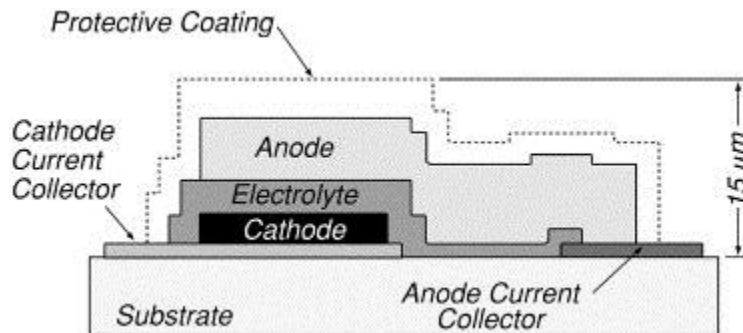 Protective Coating
Cathode
Current
Collector
Anode
Electrolyte
Cathode
15 µm
Anode Current
Collector
Substrate